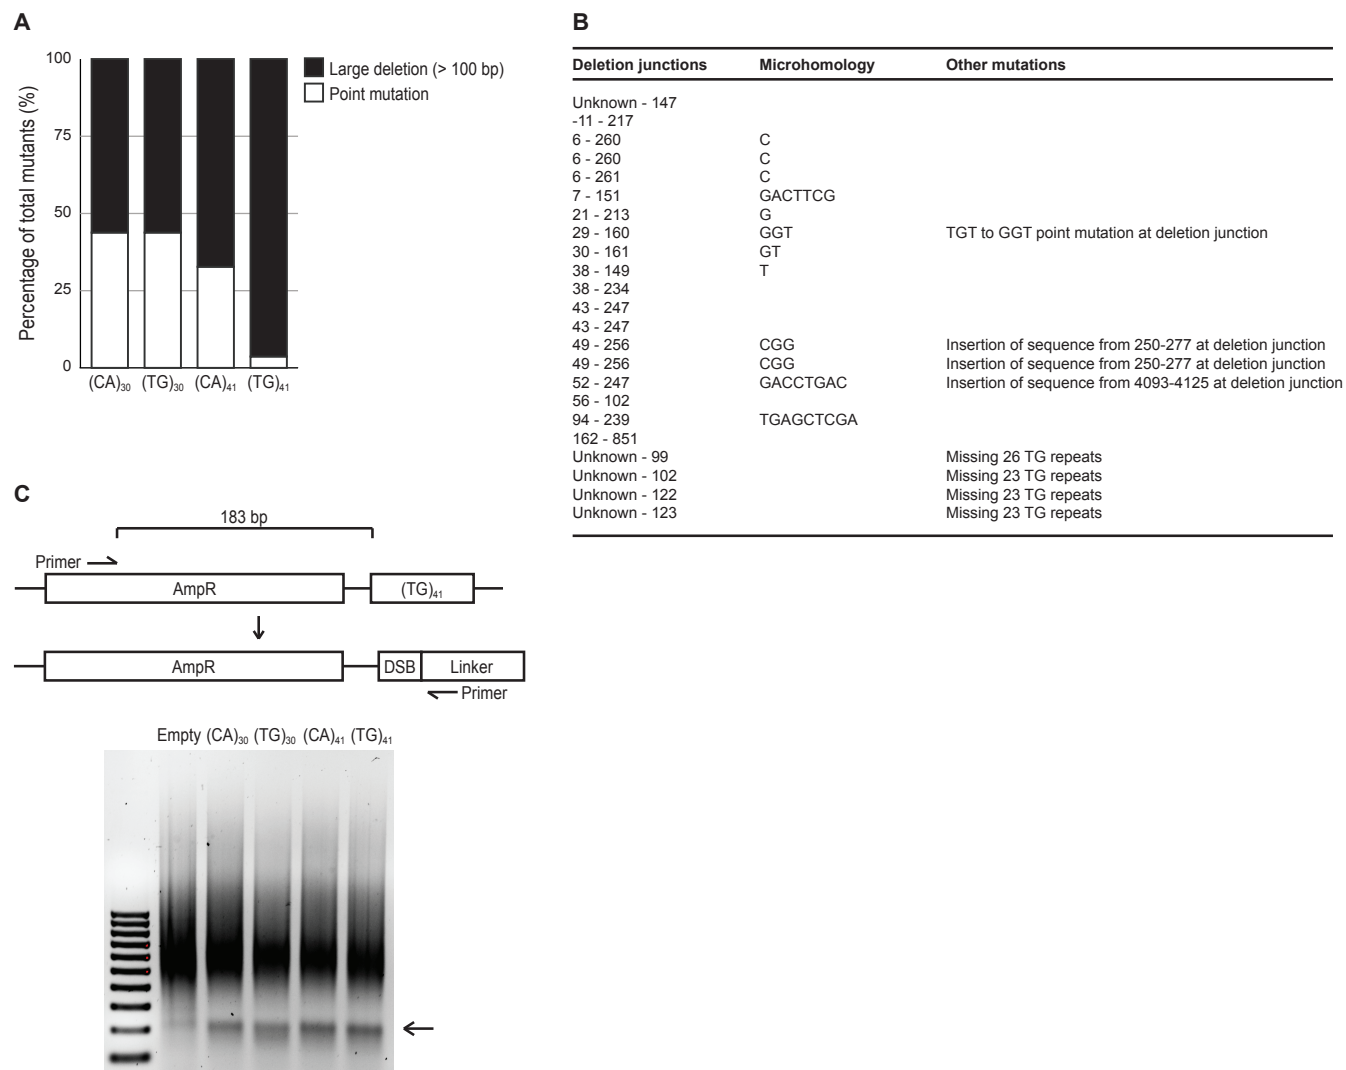 A
100
75
50
25
0
Percentage of total mutants (%)
Large deletion (> 100 bp)
Point mutation
(CA)₃₀ (TG)₃₀ (CA)₄₁ (TG)₄₁
B
Deletion junctions Microhomology Other mutations
Unknown - 147
-11 - 217
6 - 260 C
6 - 260 C
6 - 261 C
7 - 151 GACTTCG
21 - 213 G
29 - 160 GGT TGT to GGT point mutation at deletion junction
30 - 161 GT
38 - 149 T
38 - 234
43 - 247
43 - 247
49 - 256 CGG Insertion of sequence from 250-277 at deletion junction
49 - 256 CGG Insertion of sequence from 250-277 at deletion junction
52 - 247 GACCTGAC Insertion of sequence from 4093-4125 at deletion junction
56 - 102
94 - 239 TGAGCTCGA
162 - 851
Unknown - 99 Missing 26 TG repeats
Unknown - 102 Missing 23 TG repeats
Unknown - 122 Missing 23 TG repeats
Unknown - 123 Missing 23 TG repeats
C
183 bp
Primer
AmpR (TG)₄₁
AmpR DSB Linker
Primer
Empty (CA)₃₀ (TG)₃₀ (CA)₄₁ (TG)₄₁